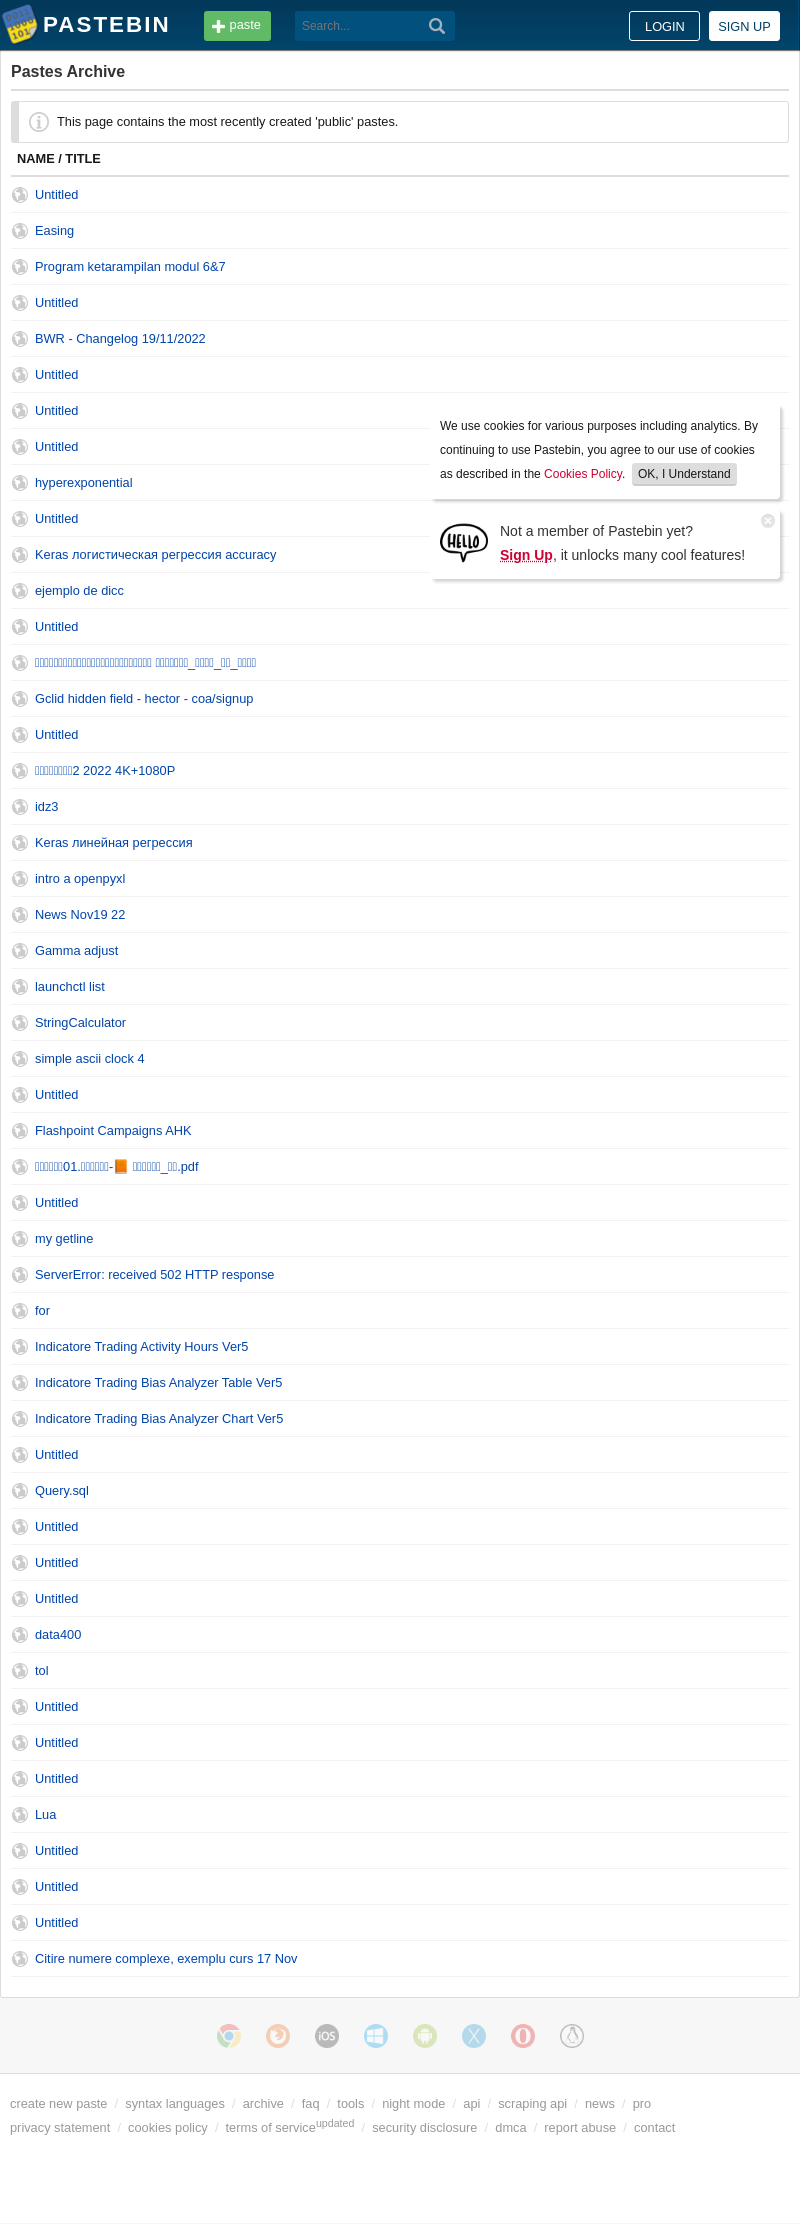 PASTEBIN
paste
Search...
LOGIN
SIGN UP
Pastes Archive
This page contains the most recently created 'public' pastes.
NAME / TITLE
Untitled
Easing
Program ketarampilan modul 6&7
Untitled
BWR - Changelog 19/11/2022
Untitled
Untitled
Untitled
hyperexponential
Untitled
Keras логистическая регрессия accuracy
ejemplo de dicc
Untitled
Gclid hidden field - hector - coa/signup
Untitled
2 2022 4K+1080P
idz3
Keras линейная регрессия
intro a openpyxl
News Nov19 22
Gamma adjust
launchctl list
StringCalculator
simple ascii clock 4
Untitled
Flashpoint Campaigns AHK
01.-📙 _.pdf
Untitled
my getline
ServerError: received 502 HTTP response
for
Indicatore Trading Activity Hours Ver5
Indicatore Trading Bias Analyzer Table Ver5
Indicatore Trading Bias Analyzer Chart Ver5
Untitled
Query.sql
Untitled
Untitled
Untitled
data400
tol
Untitled
Untitled
Untitled
Lua
Untitled
Untitled
Untitled
Citire numere complexe, exemplu curs 17 Nov
We use cookies for various purposes including analytics. By
continuing to use Pastebin, you agree to our use of cookies
as described in the Cookies Policy. OK, I Understand
HELLO
Not a member of Pastebin yet?
Sign Up, it unlocks many cool features!
iOS
create new paste / syntax languages / archive / faq / tools / night mode / api / scraping api / news / pro
privacy statement / cookies policy / terms of service updated / security disclosure / dmca / report abuse / contact